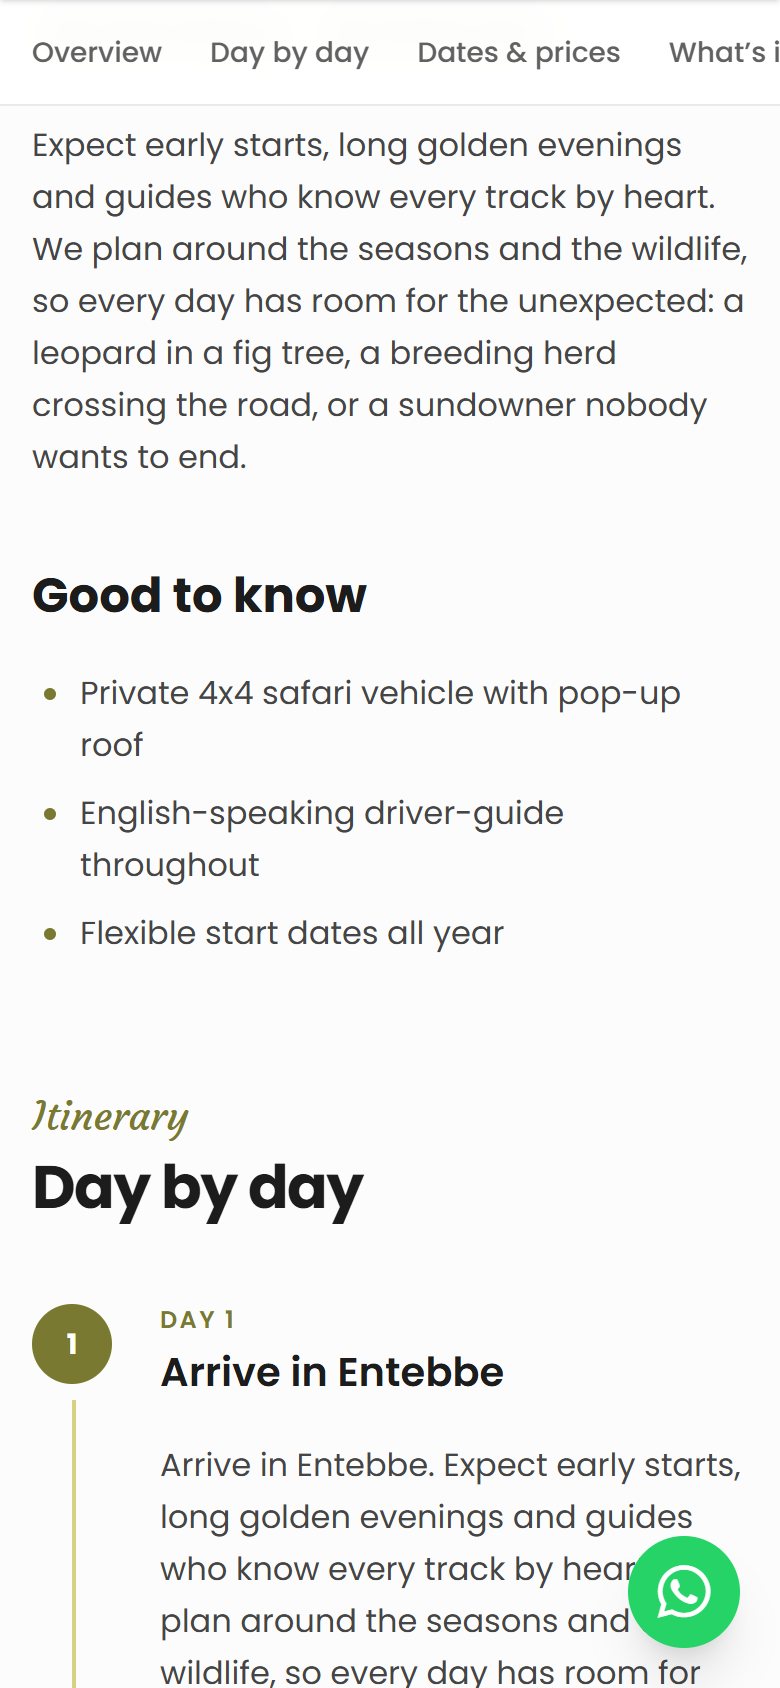 Overview Day by day Dates & prices What's i
Expect early starts, long golden evenings
and guides who know every track by heart.
We plan around the seasons and the wildlife,
so every day has room for the unexpected: a
leopard in a fig tree, a breeding herd
crossing the road, or a sundowner nobody
wants to end.
Good to know
Private 4x4 safari vehicle with pop-up
roof
English-speaking driver-guide
throughout
Flexible start dates all year
Itinerary
Day by day
1
DAY 1
Arrive in Entebbe
Arrive in Entebbe. Expect early starts,
long golden evenings and guides
who know every track by hear
plan around the seasons and
wildlife, so every day has room for